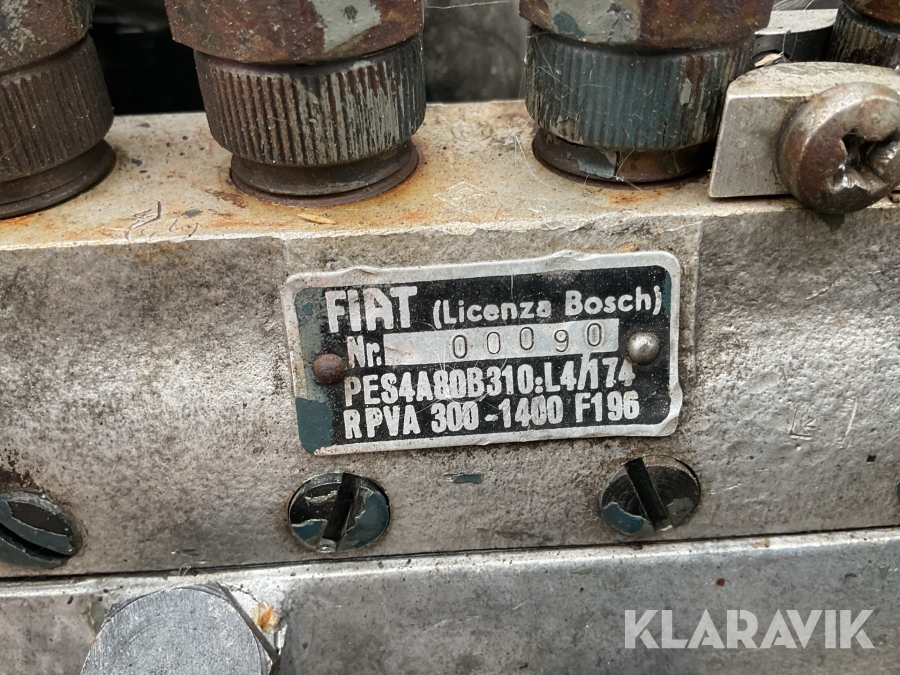 FIAT (Licenza Bosch)
Nr. 00090
PES4A80B310:L4/174
RPVA 300-1400 F196
KLARAVIK